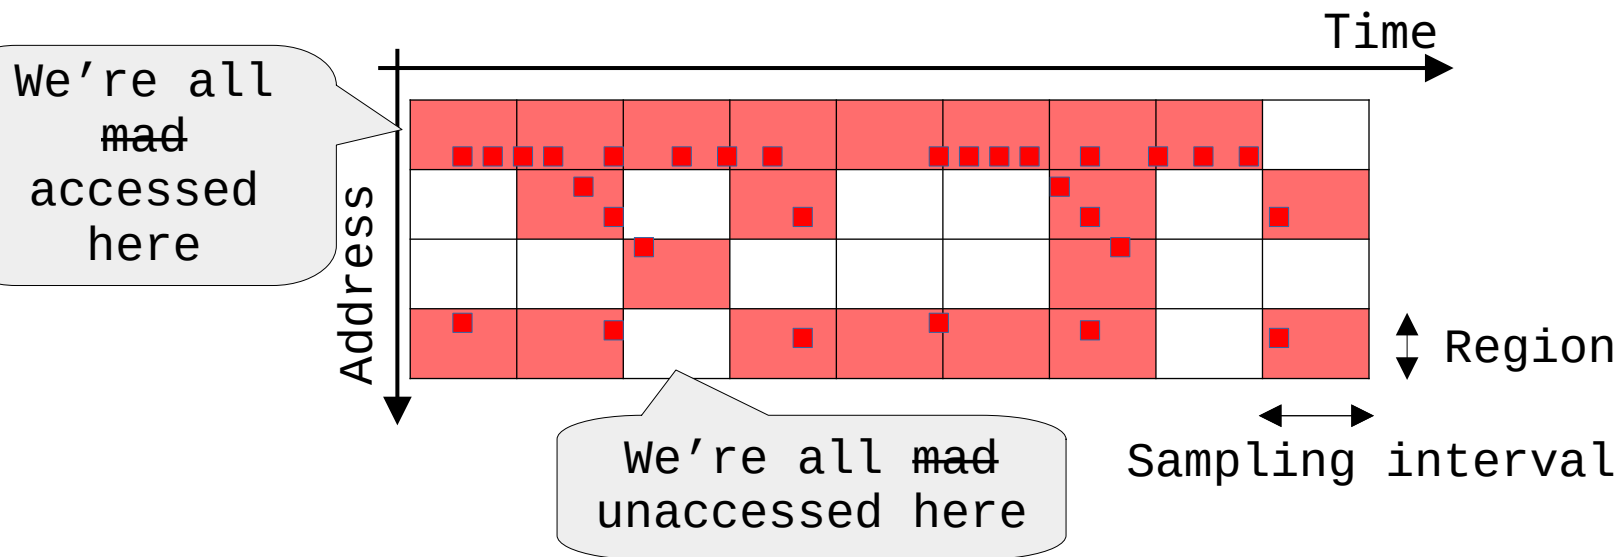 Time
We’re all
mad
accessed
here
Address
Region
Sampling interval
We’re all mad
unaccessed here